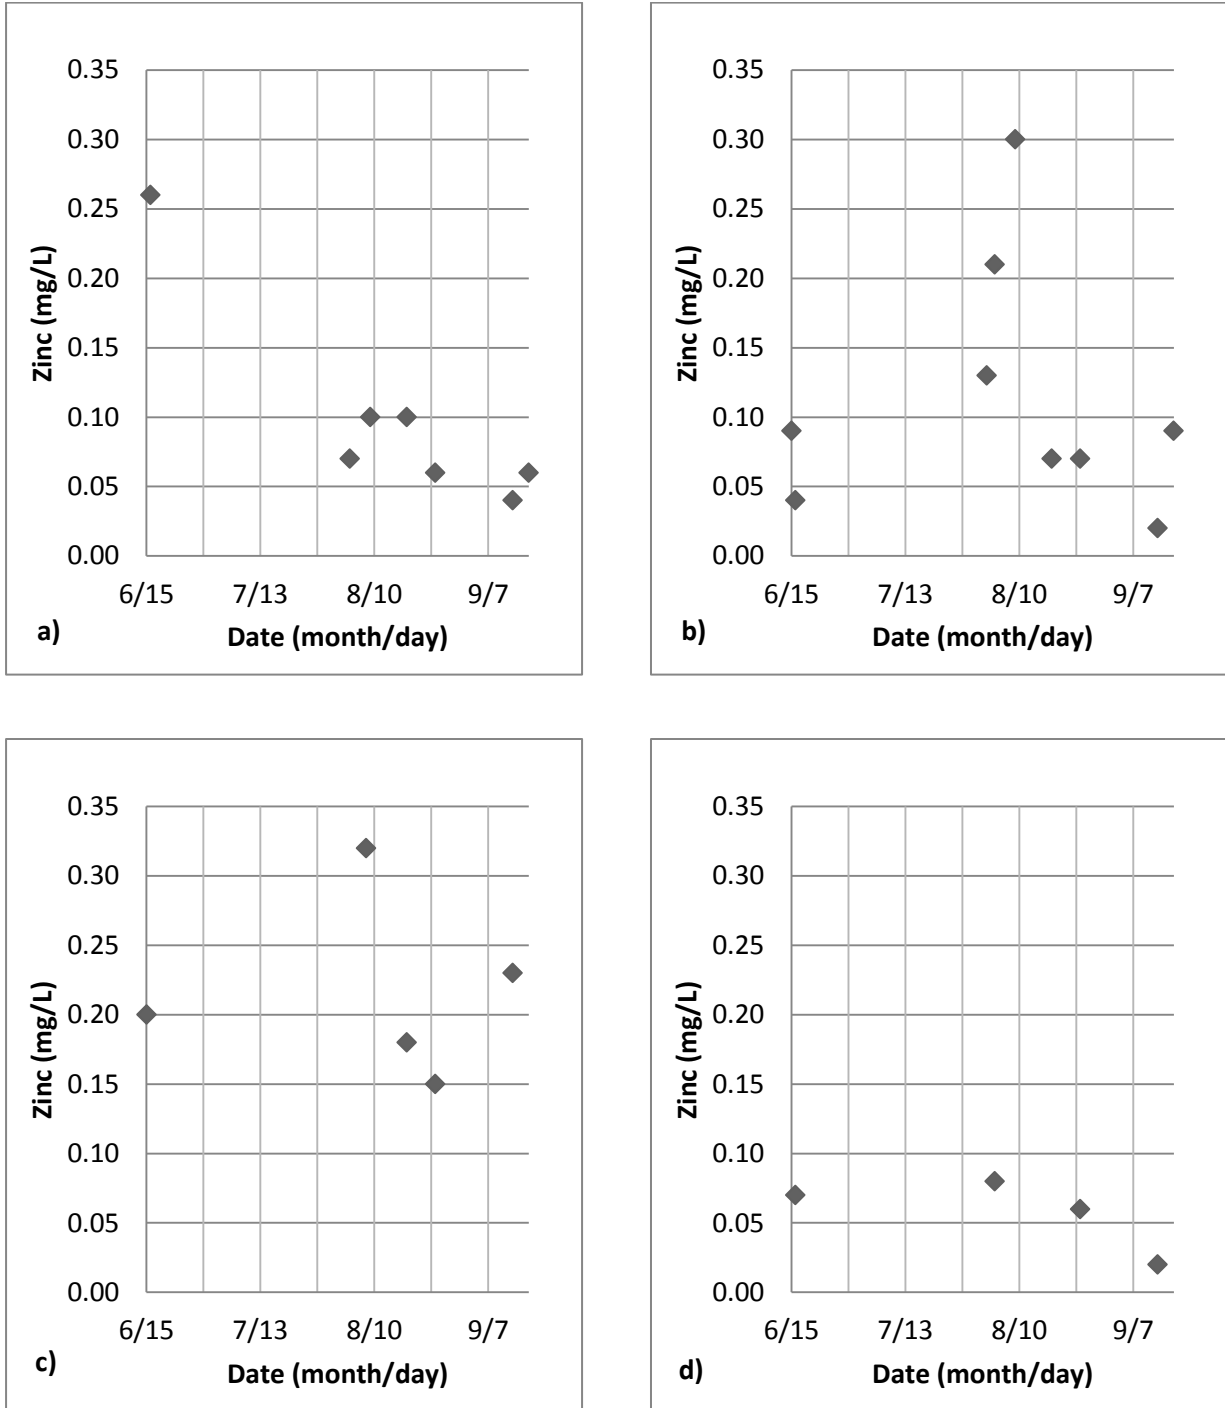 0.35
0.30
0.25
0.20
0.15
0.10
0.05
0.00
Zinc (mg/L)
6/15 7/13 8/10 9/7
a) Date (month/day)
0.35
0.30
0.25
0.20
0.15
0.10
0.05
0.00
Zinc (mg/L)
6/15 7/13 8/10 9/7
b) Date (month/day)
0.35
0.30
0.25
0.20
0.15
0.10
0.05
0.00
Zinc (mg/L)
6/15 7/13 8/10 9/7
c) Date (month/day)
0.35
0.30
0.25
0.20
0.15
0.10
0.05
0.00
Zinc (mg/L)
6/15 7/13 8/10 9/7
d) Date (month/day)